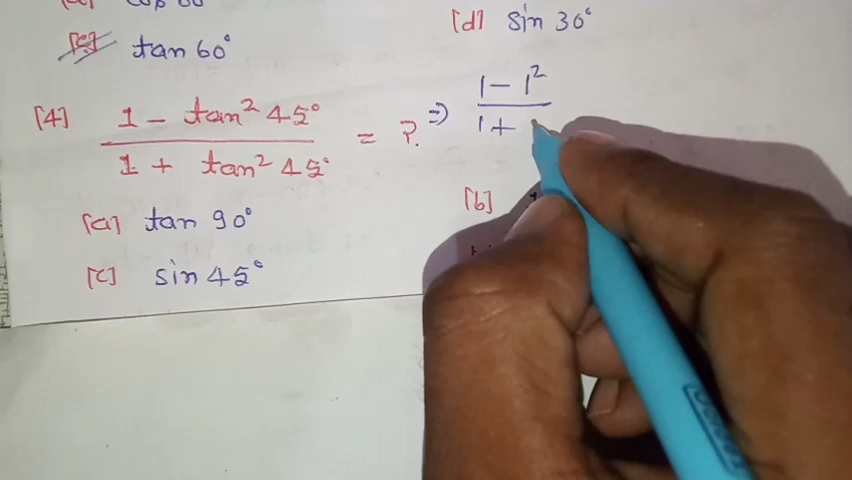 [d] sin 30°
[c] tan 60°
[4] 1 - tan² 45° / 1 + tan² 45° = ? ⇒ 1 - 1² / 1 +
[a] tan 90° [b]
[c] sin 45°